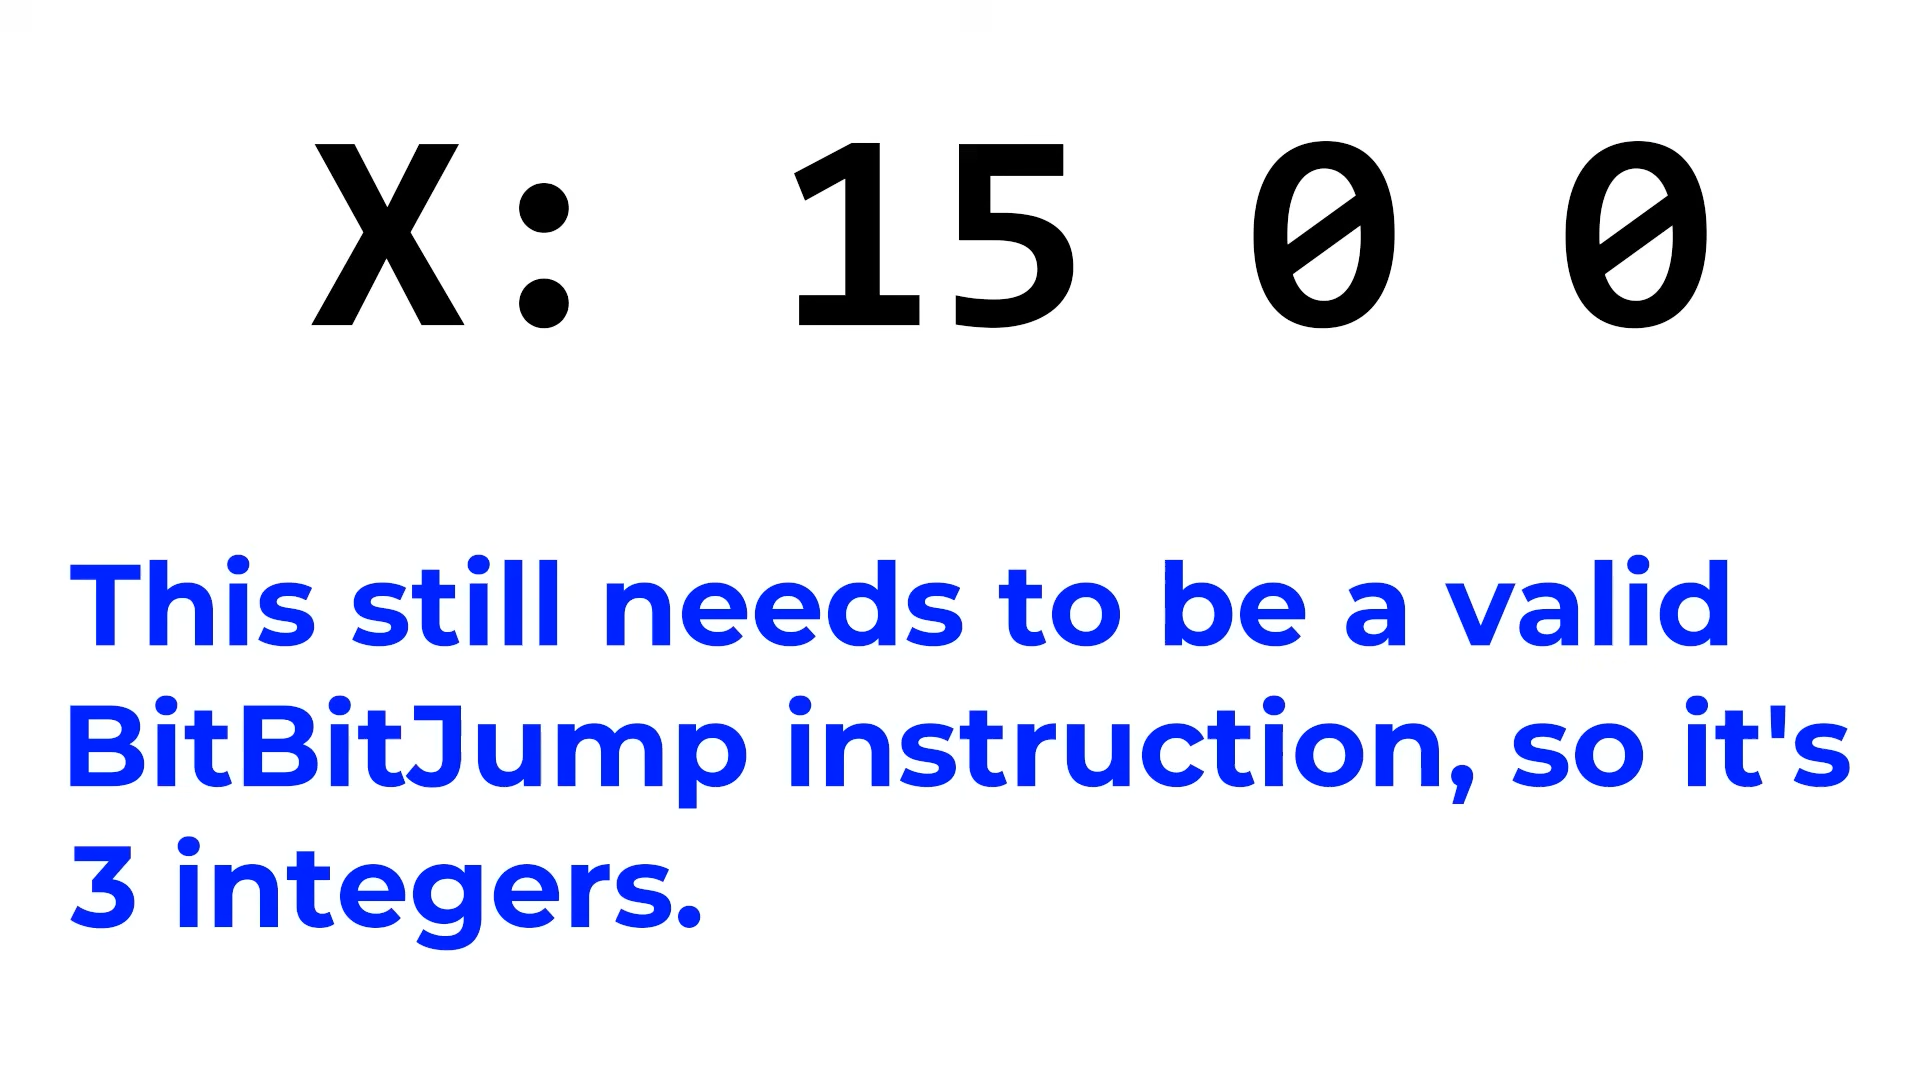 X: 15 0 0
This still needs to be a valid
BitBitJump instruction, so it's
3 integers.